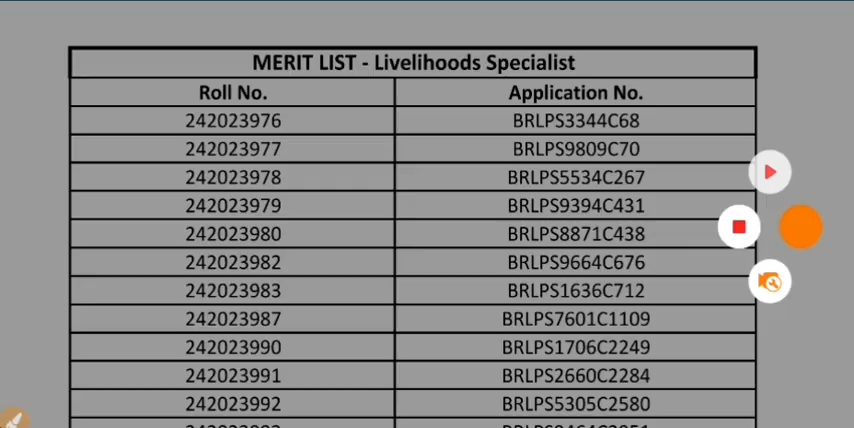 MERIT LIST - Livelihoods Specialist
Roll No. Application No.
242023976 BRLPS3344C68
242023977 BRLPS9809C70
242023978 BRLPS5534C267
242023979 BRLPS9394C431
242023980 BRLPS8871C438
242023982 BRLPS9664C676
242023983 BRLPS1636C712
242023987 BRLPS7601C1109
242023990 BRLPS1706C2249
242023991 BRLPS2660C2284
242023992 BRLPS5305C2580